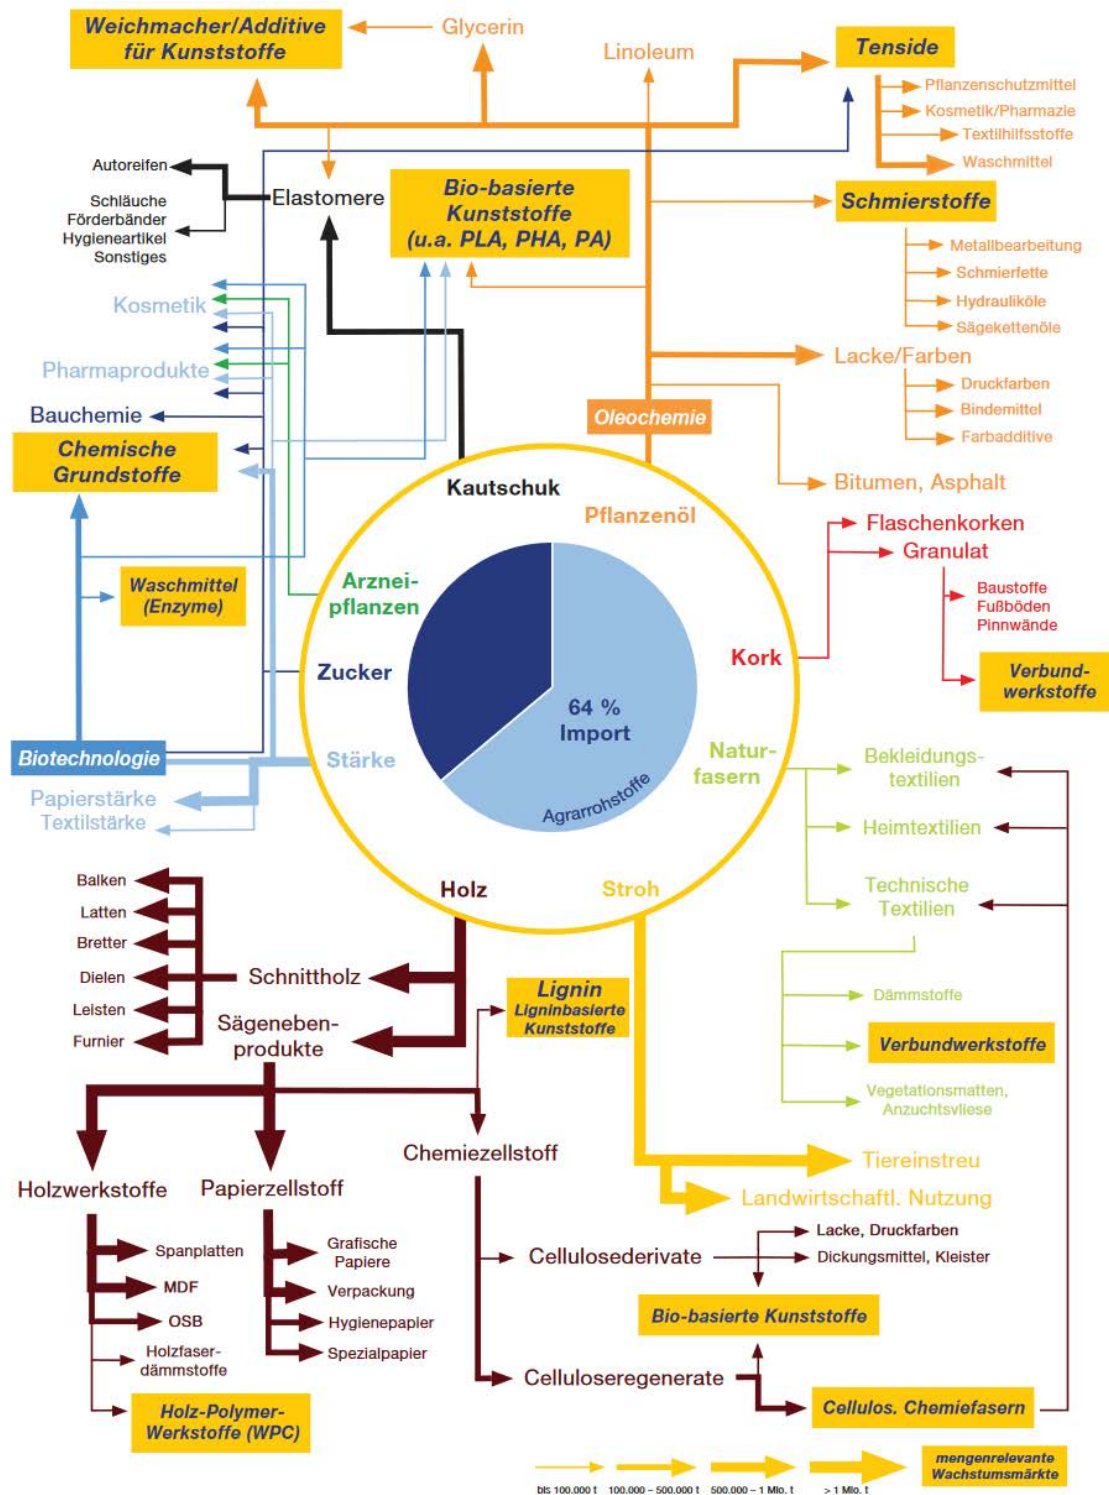 Weichmacher/Additive
für Kunststoffe
Glycerin
Linoleum
Tenside
Pflanzenschutzmittel
Kosmetik/Pharmazie
Textilhilfsstoffe
Waschmittel
Autoreifen
Schläuche
Förderbänder
Hygieneartikel
Sonstiges
Elastomere
Bio-basierte
Kunststoffe
(u.a. PLA, PHA, PA)
Schmierstoffe
Metallbearbeitung
Schmierfette
Hydrauliköle
Sägekettenöle
Kosmetik
Pharmaprodukte
Bauchemie
Chemische
Grundstoffe
Lacke/Farben
Druckfarben
Bindemittel
Farbadditive
Oleochemie
Bitumen, Asphalt
Kautschuk
Pflanzenöl
Flaschenkorken
Granulat
Baustoffe
Fußböden
Pinnwände
Verbund-
werkstoffe
Waschmittel
(Enzyme)
Arznei-
pflanzen
Zucker
Kork
64 %
Import
Agrarrohstoffe
Biotechnologie
Stärke
Natur-
fasern
Papierstärke
Textilstärke
Bekleidungs-
textilien
Heimtextilien
Technische
Textilien
Dämmstoffe
Verbundwerkstoffe
Vegetationsmatten,
Anzuchtsvliese
Holz
Stroh
Balken
Latten
Bretter
Dielen
Leisten
Furnier
Schnittholz
Sägeneben-
produkte
Lignin
Ligninbasierte
Kunststoffe
Chemiezellstoff
Tiereinstreu
Landwirtschaftl. Nutzung
Holzwerkstoffe
Papierzellstoff
Spanplatten
MDF
OSB
Holzfaser-
dämmstoffe
Holz-Polymer-
Werkstoffe (WPC)
Grafische
Papiere
Verpackung
Hygienepapier
Spezialpapier
Cellulosederivate
Lacke, Druckfarben
Dickungsmittel, Kleister
Bio-basierte Kunststoffe
Celluloseregenerate
Cellulos. Chemiefasern
bis 100.000 t
100.000 – 500.000 t
500.000 – 1 Mio. t
> 1 Mio. t
mengenrelevante
Wachstumsmärkte